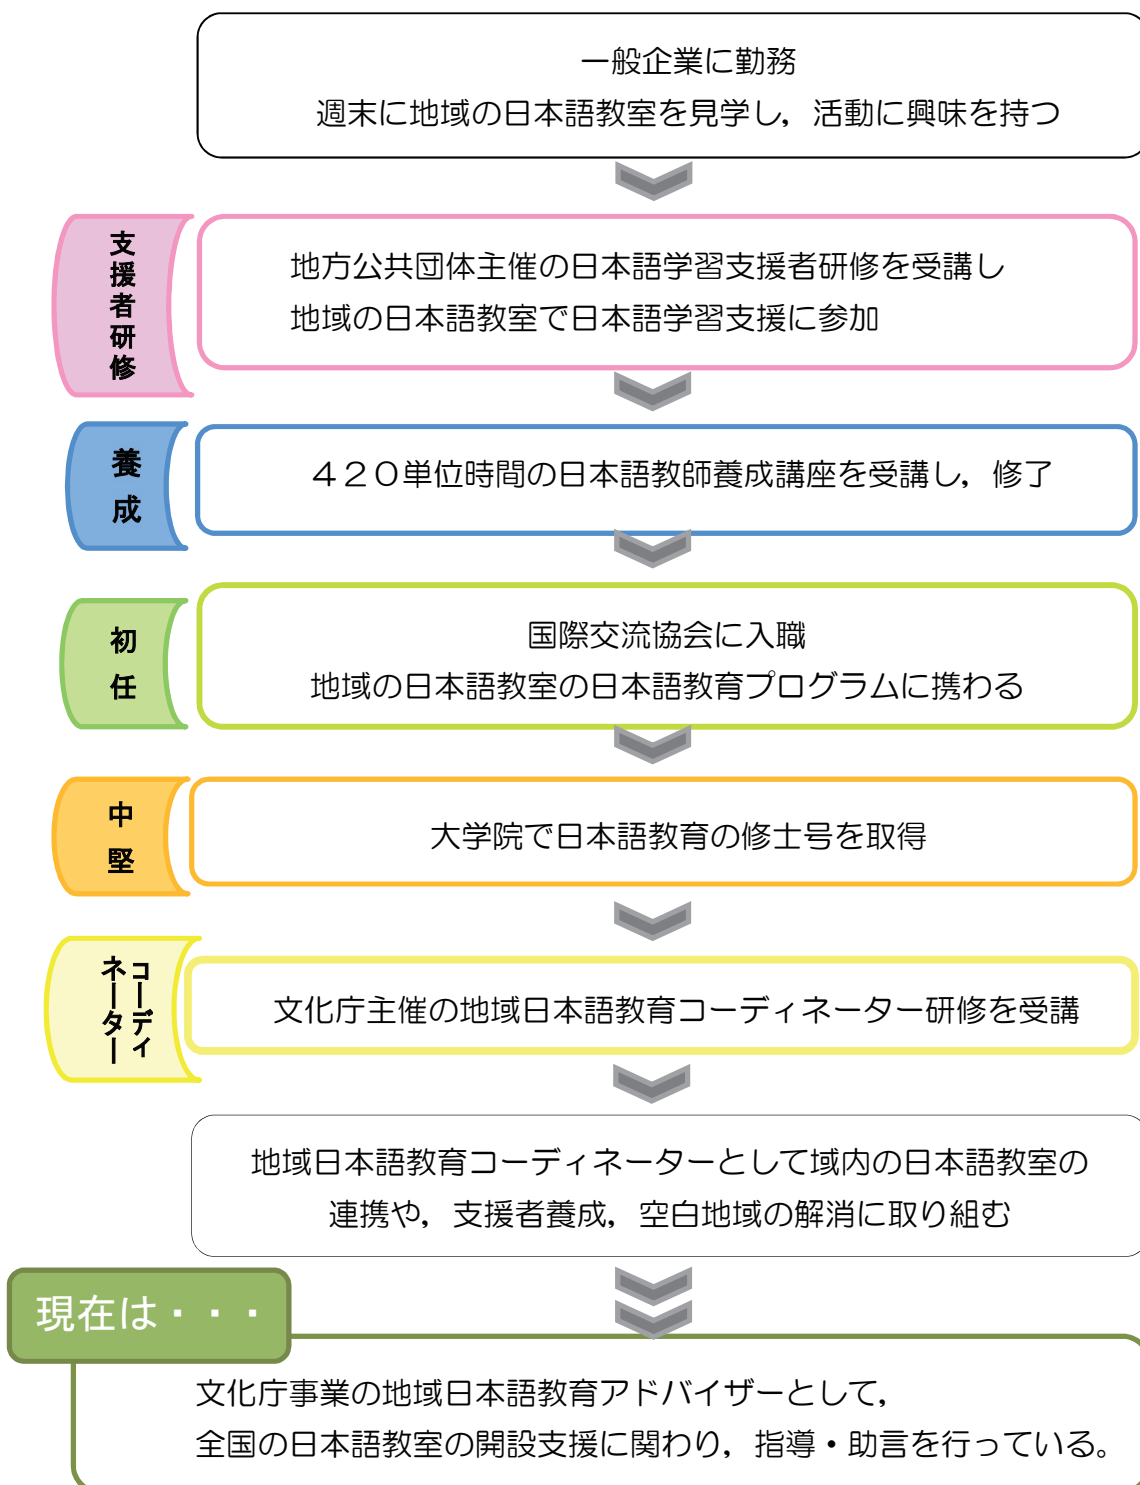 一般企業に勤務
週末に地域の日本語教室を見学し，活動に興味を持つ
支援者研修
地方公共団体主催の日本語学習支援者研修を受講し
地域の日本語教室で日本語学習支援に参加
養成
４２０単位時間の日本語教師養成講座を受講し，修了
初任
国際交流協会に入職
地域の日本語教室の日本語教育プログラムに携わる
中堅
大学院で日本語教育の修士号を取得
コーディ
ネーター
文化庁主催の地域日本語教育コーディネーター研修を受講
地域日本語教育コーディネーターとして域内の日本語教室の
連携や，支援者養成，空白地域の解消に取り組む
現在は・・・
文化庁事業の地域日本語教育アドバイザーとして，
全国の日本語教室の開設支援に関わり，指導・助言を行っている。